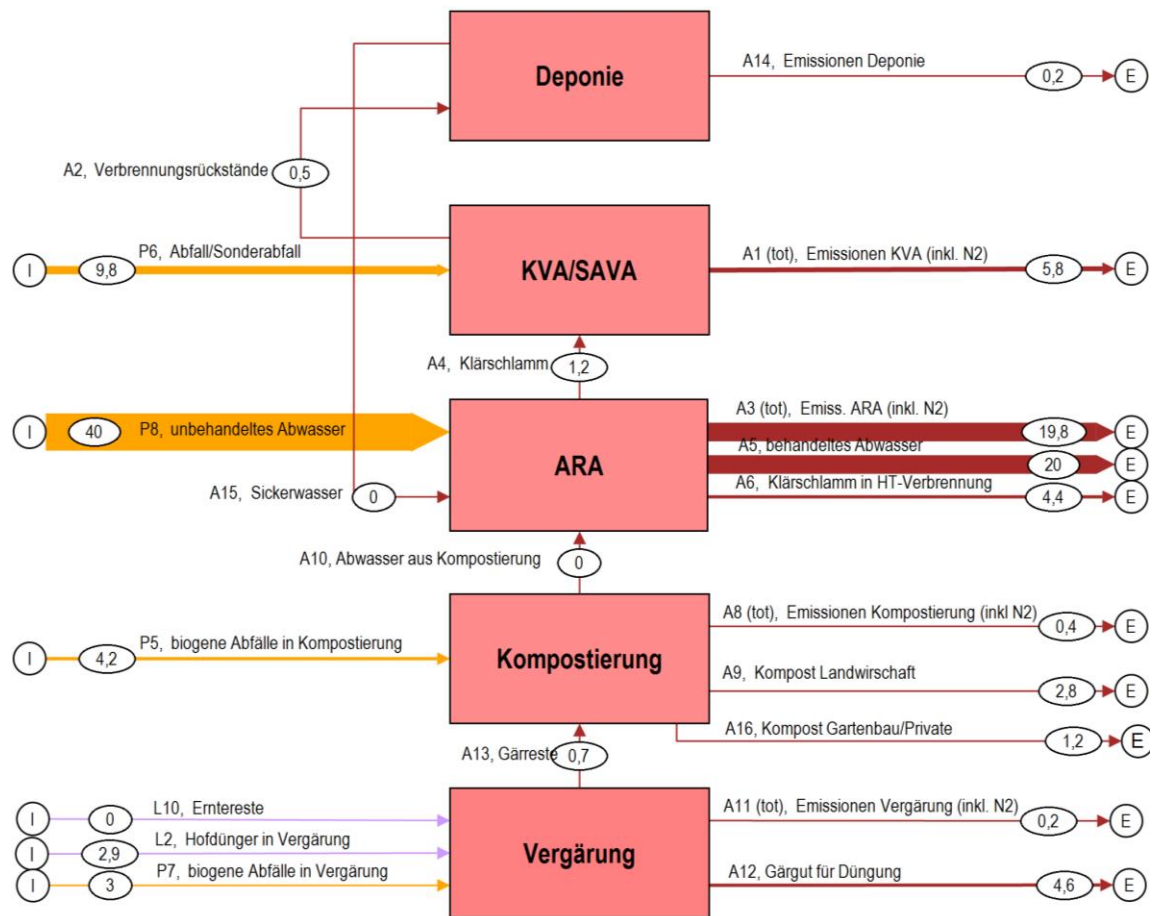 Deponie
A14, Emissionen Deponie
0,2
E
A2, Verbrennungsrückstände
0,5
P6, Abfall/Sonderabfall
I
9,8
KVA/SAVA
A1 (tot), Emissionen KVA (inkl. N2)
5,8
E
A4, Klärschlamm
1,2
I
40
P8, unbehandeltes Abwasser
ARA
A3 (tot), Emiss. ARA (inkl. N2)
19,8
E
A5, behandeltes Abwasser
20
E
A6, Klärschlamm in HT-Verbrennung
4,4
E
A15, Sickerwasser
0
A10, Abwasser aus Kompostierung
0
P5, biogene Abfälle in Kompostierung
I
4,2
Kompostierung
A8 (tot), Emissionen Kompostierung (inkl N2)
0,4
E
A9, Kompost Landwirschaft
2,8
E
A16, Kompost Gartenbau/Private
1,2
E
A13, Gärreste
0,7
L10, Erntereste
I
0
L2, Hofdünger in Vergärung
I
2,9
P7, biogene Abfälle in Vergärung
I
3
Vergärung
A11 (tot), Emissionen Vergärung (inkl. N2)
0,2
E
A12, Gärgut für Düngung
4,6
E